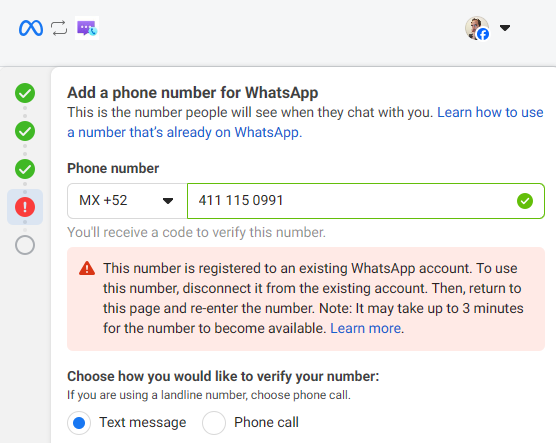 Add a phone number for WhatsApp
This is the number people will see when they chat with you. Learn how to use
a number that's already on WhatsApp.
Phone number
MX +52
411 115 0991
You'll receive a code to verify this number.
This number is registered to an existing WhatsApp account. To use
this number, disconnect it from the existing account. Then, return to
this page and re-enter the number. Note: It may take up to 3 minutes
for the number to become available. Learn more.
Choose how you would like to verify your number:
If you are using a landline number, choose phone call.
Text message
Phone call